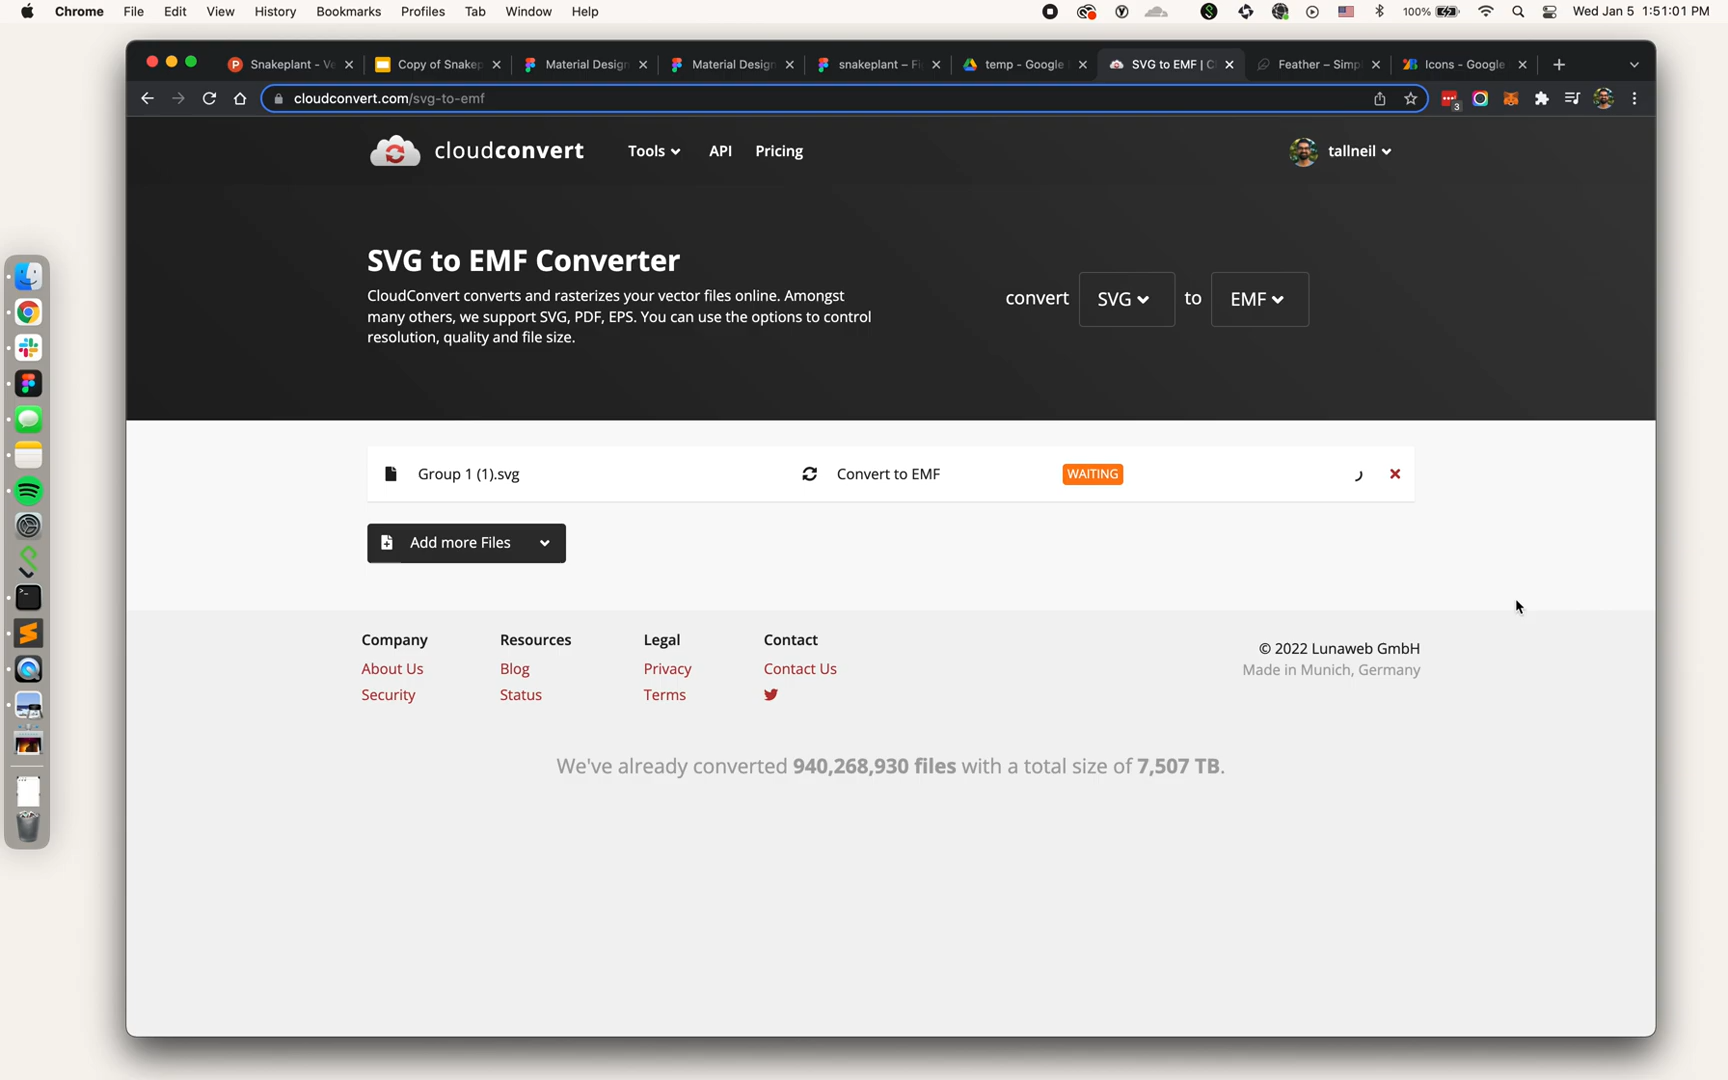 Chrome File Edit View History Bookmarks Profiles Tab Window Help 100% Wed Jan 5 1:51:01 PM
Snakeplant - Ve Copy of Snakep Material Design Material Design snakeplant – Fi temp - Google SVG to EMF | C Feather – Simp Icons - Google
cloudconvert.com/svg-to-emf 3
cloudconvert Tools API Pricing tallneil
SVG to EMF Converter
CloudConvert converts and rasterizes your vector files online. Amongst
many others, we support SVG, PDF, EPS. You can use the options to control
resolution, quality and file size.
convert SVG to EMF
Group 1 (1).svg Convert to EMF WAITING
Add more Files
Company Resources Legal Contact
About Us Blog Privacy Contact Us
Security Status Terms
© 2022 Lunaweb GmbH
Made in Munich, Germany
We've already converted 940,268,930 files with a total size of 7,507 TB.